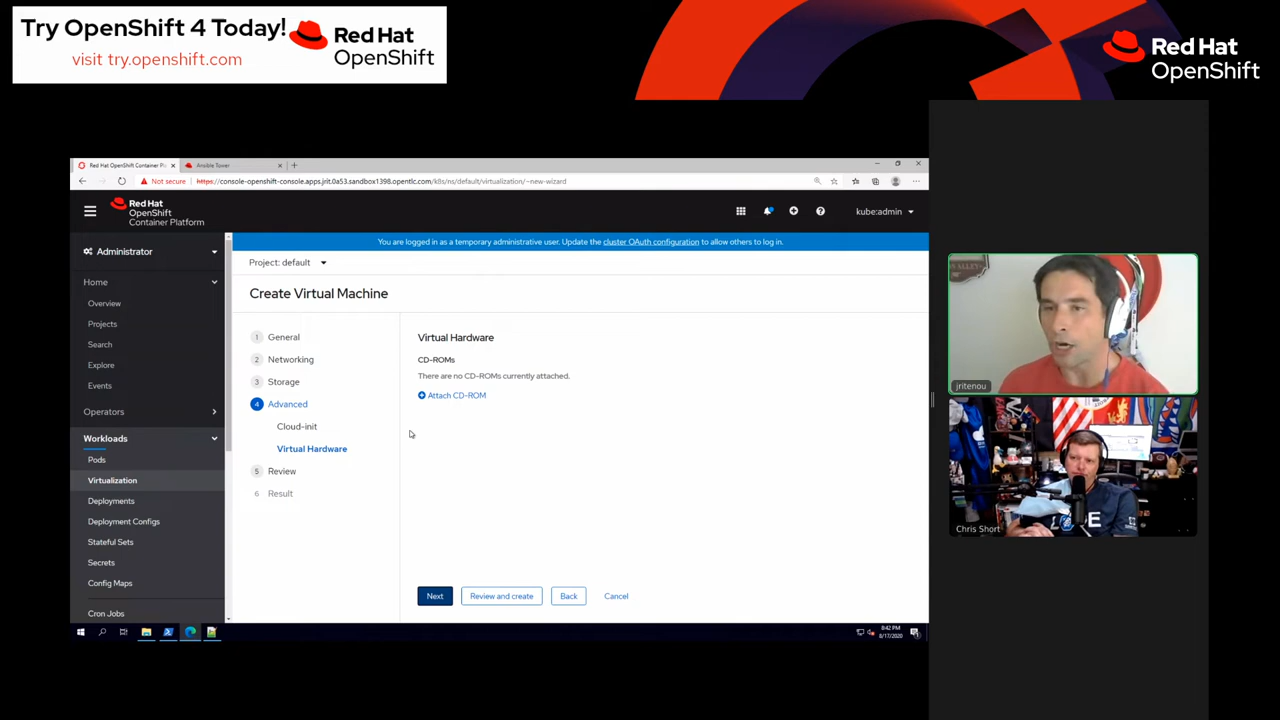 Try OpenShift 4 Today!
visit try.openshift.com
Red Hat
OpenShift
Red Hat
OpenShift
Red Hat OpenShift Container Pl
Ansible Tower
Not secure
https://console-openshift-console.apps.jrit.0a53.sandbox1398.opentlc.com/k8s/ns/default/virtualization/~new-wizard
Red Hat
OpenShift
Container Platform
kube:admin
You are logged in as a temporary administrative user. Update the cluster OAuth configuration to allow others to log in.
Administrator
Home
Overview
Projects
Search
Explore
Events
Operators
Workloads
Pods
Virtualization
Deployments
Deployment Configs
Stateful Sets
Secrets
Config Maps
Cron Jobs
Project: default
Create Virtual Machine
1 General
2 Networking
3 Storage
4 Advanced
Cloud-init
Virtual Hardware
5 Review
6 Result
Virtual Hardware
CD-ROMs
There are no CD-ROMs currently attached.
Attach CD-ROM
Next
Review and create
Back
Cancel
8:42 PM
8/17/2020
jritenou
Chris Short